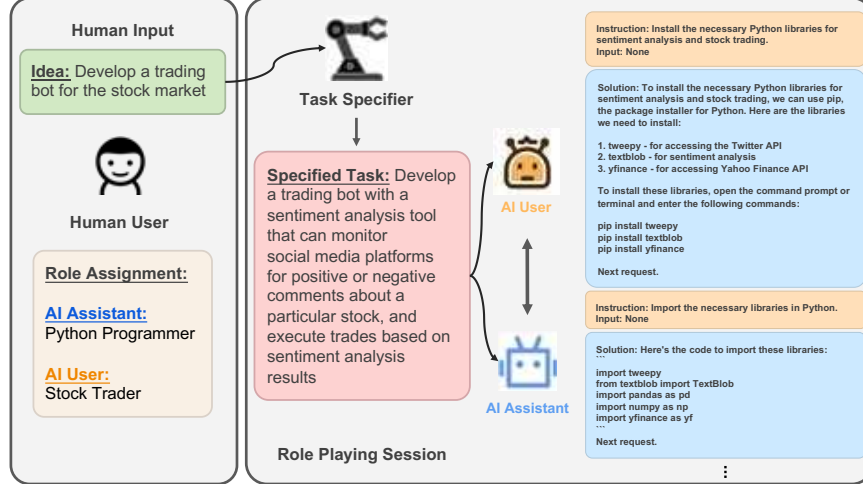 Human Input
Idea: Develop a trading
bot for the stock market
Human User
Role Assignment:
AI Assistant:
Python Programmer
AI User:
Stock Trader
Task Specifier
Specified Task: Develop
a trading bot with a
sentiment analysis tool
that can monitor
social media platforms
for positive or negative
comments about a
particular stock, and
execute trades based on
sentiment analysis
results
AI User
AI Assistant
Role Playing Session
Instruction: Install the necessary Python libraries for
sentiment analysis and stock trading.
Input: None
Solution: To install the necessary Python libraries for
sentiment analysis and stock trading, we can use pip,
the package installer for Python. Here are the libraries
we need to install:
1. tweepy - for accessing the Twitter API
2. textblob - for sentiment analysis
3. yfinance - for accessing Yahoo Finance API
To install these libraries, open the command prompt or
terminal and enter the following commands:
pip install tweepy
pip install textblob
pip install yfinance
Next request.
Instruction: Import the necessary libraries in Python.
Input: None
Solution: Here's the code to import these libraries:
```
import tweepy
from textblob import TextBlob
import pandas as pd
import numpy as np
import yfinance as yf
```
Next request.
⋮